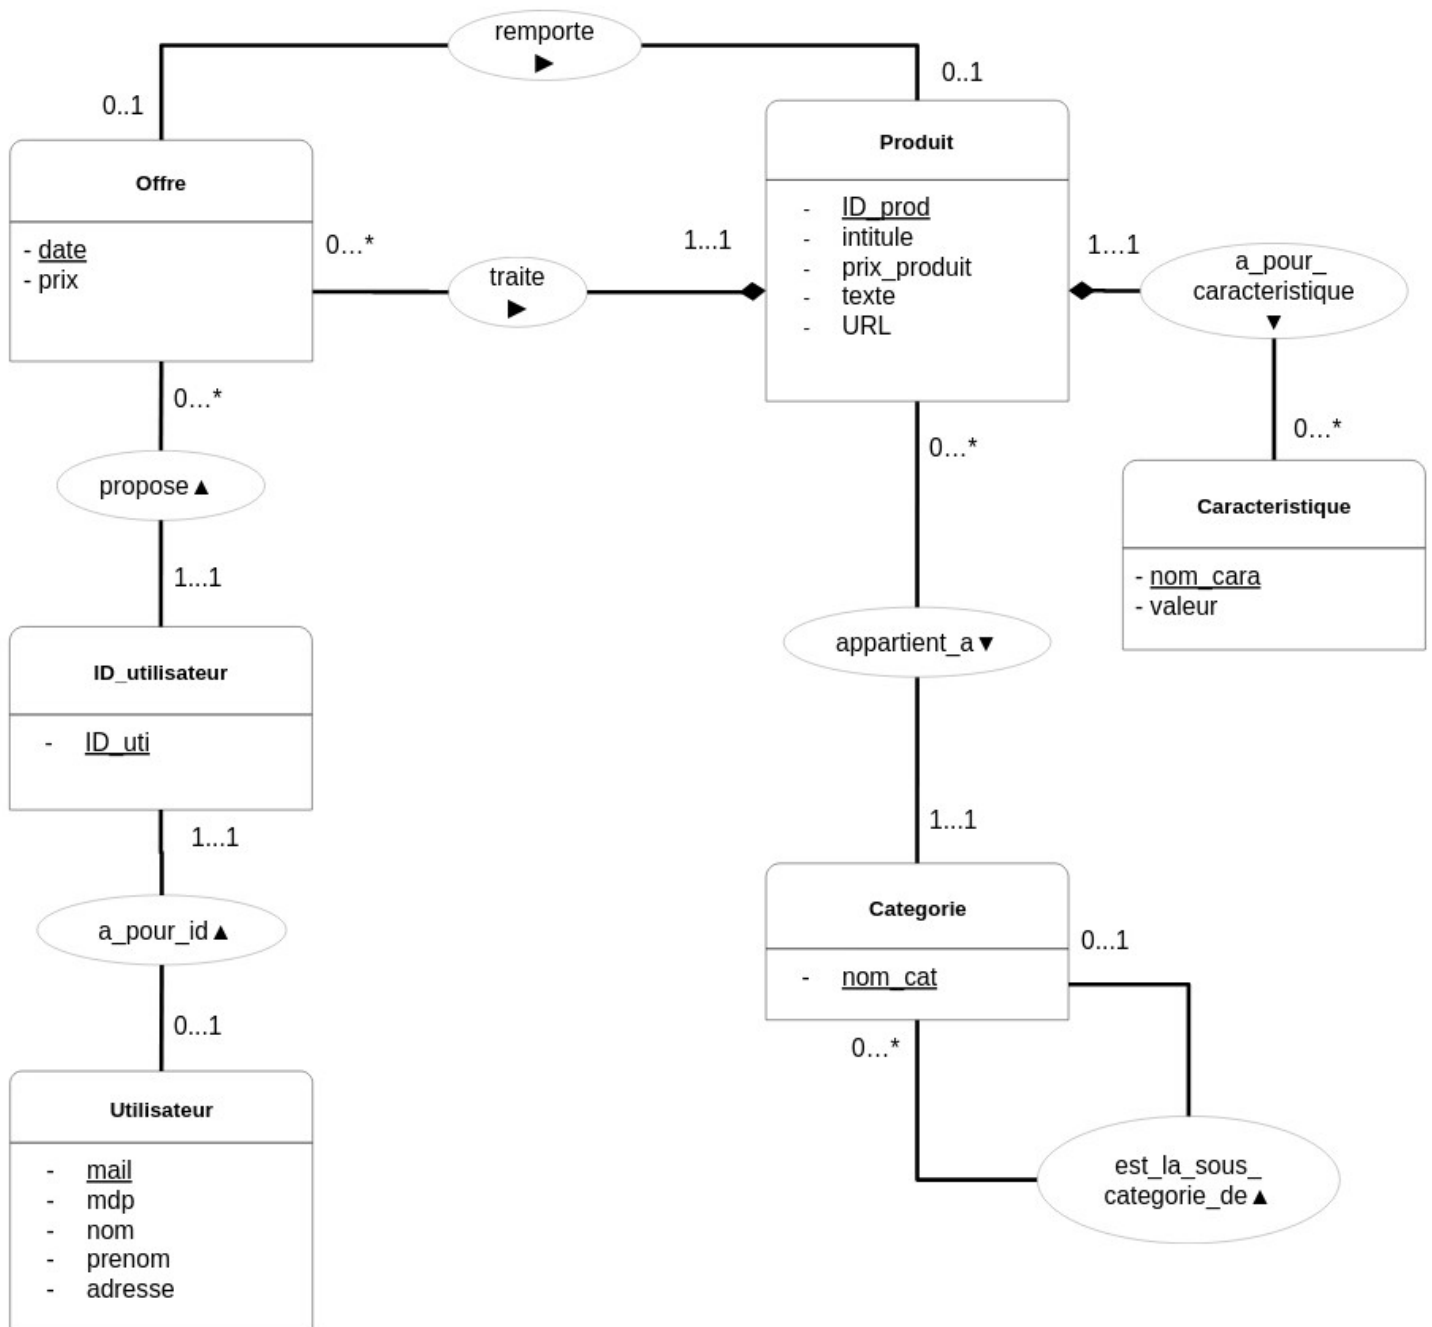 remporte
▶
0..1
0..1
Offre
- date
- prix
0...*
traite
▶
1...1
Produit
- ID_prod
- intitule
- prix_produit
- texte
- URL
1...1
a_pour_
caracteristique
▼
0...*
Caracteristique
- nom_cara
- valeur
0...*
propose▲
1...1
ID_utilisateur
- ID_uti
1...1
a_pour_id▲
0...1
Utilisateur
- mail
- mdp
- nom
- prenom
- adresse
0...*
appartient_a▼
1...1
Categorie
- nom_cat
0...1
0...*
est_la_sous_
categorie_de▲